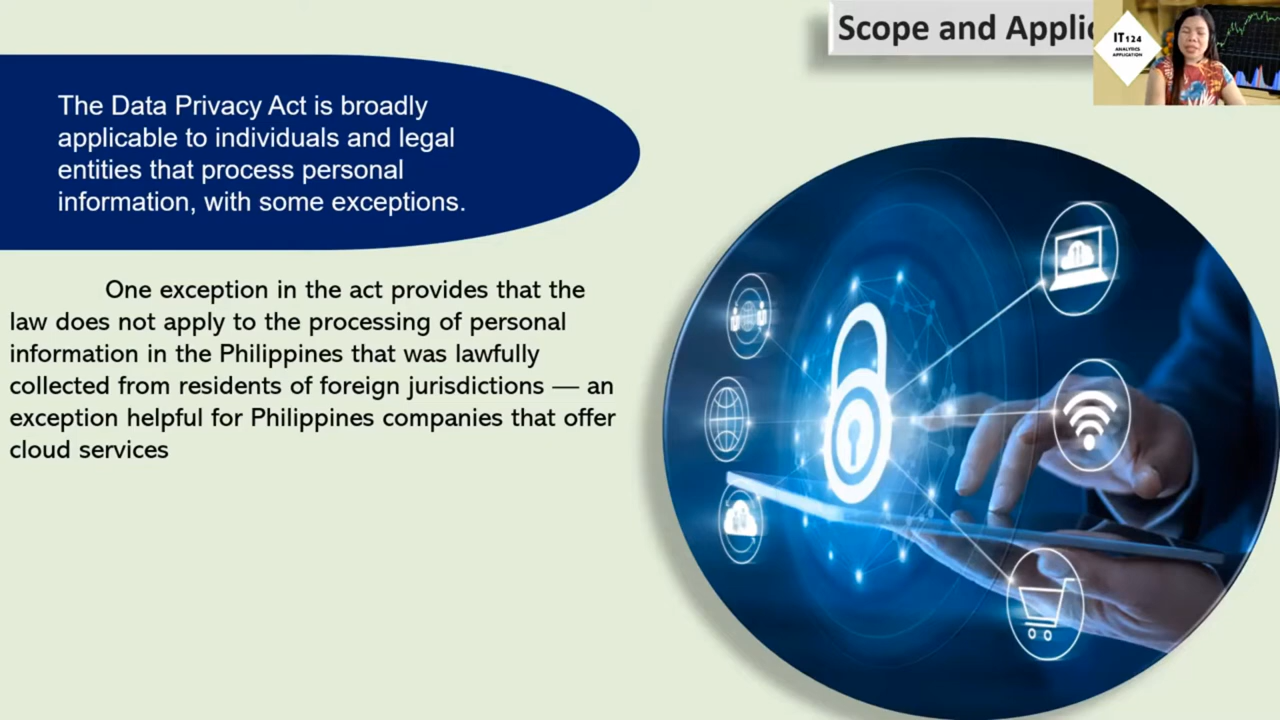 Scope and Applic
IT124
ANALYTICS
APPLICATION
The Data Privacy Act is broadly
applicable to individuals and legal
entities that process personal
information, with some exceptions.
One exception in the act provides that the
law does not apply to the processing of personal
information in the Philippines that was lawfully
collected from residents of foreign jurisdictions — an
exception helpful for Philippines companies that offer
cloud services